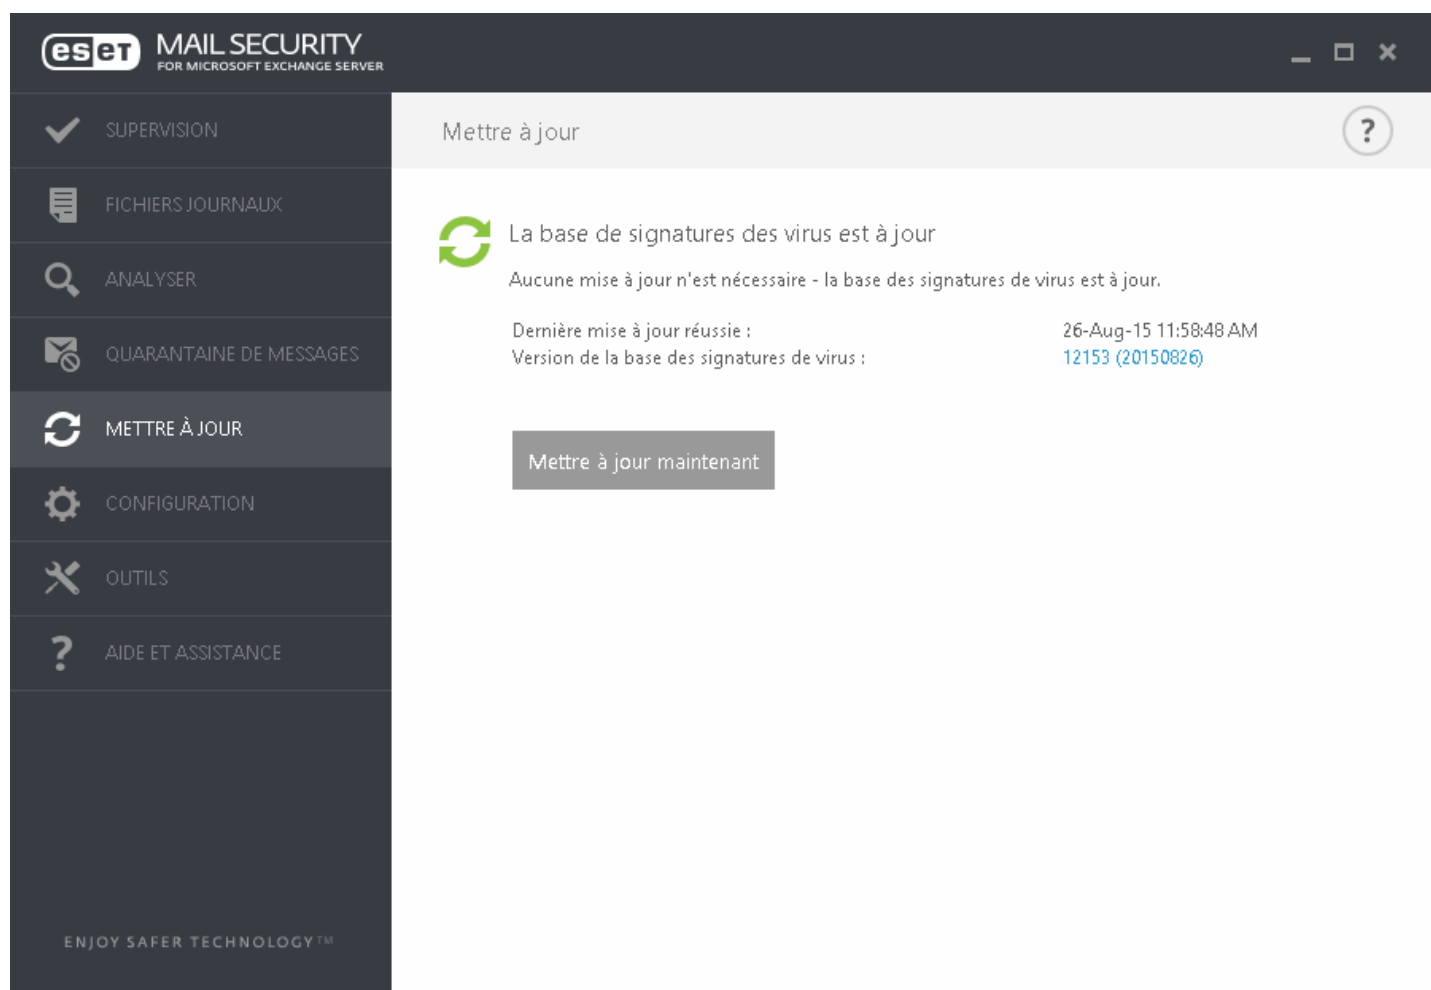 eset MAIL SECURITY
FOR MICROSOFT EXCHANGE SERVER
SUPERVISION
FICHIERS JOURNAUX
ANALYSER
QUARANTAINE DE MESSAGES
METTRE À JOUR
CONFIGURATION
OUTILS
? AIDE ET ASSISTANCE
ENJOY SAFER TECHNOLOGY™
Mettre à jour ?
La base de signatures des virus est à jour
Aucune mise à jour n'est nécessaire - la base des signatures de virus est à jour.
Dernière mise à jour réussie : 26-Aug-15 11:58:48 AM
Version de la base des signatures de virus : 12153 (20150826)
Mettre à jour maintenant